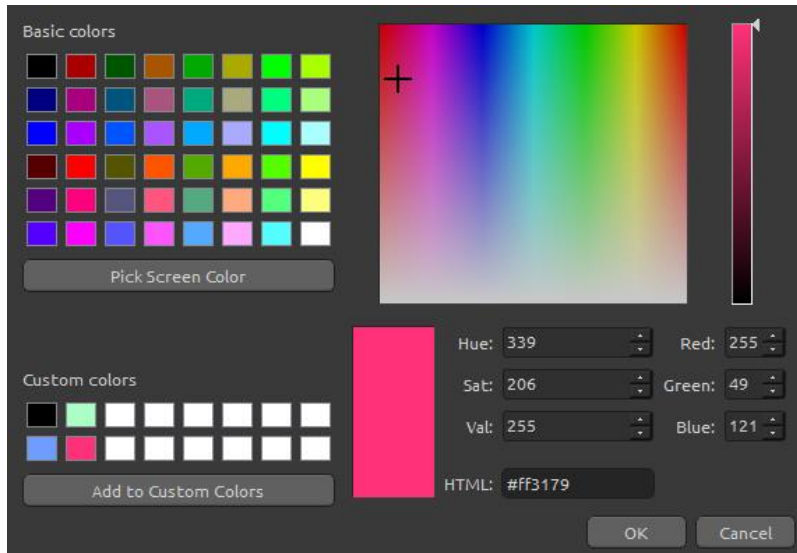 Basic colors
Pick Screen Color
Custom colors
Add to Custom Colors
Hue: 339
Red: 255
Sat: 206
Green: 49
Val: 255
Blue: 121
HTML: #ff3179
OK
Cancel